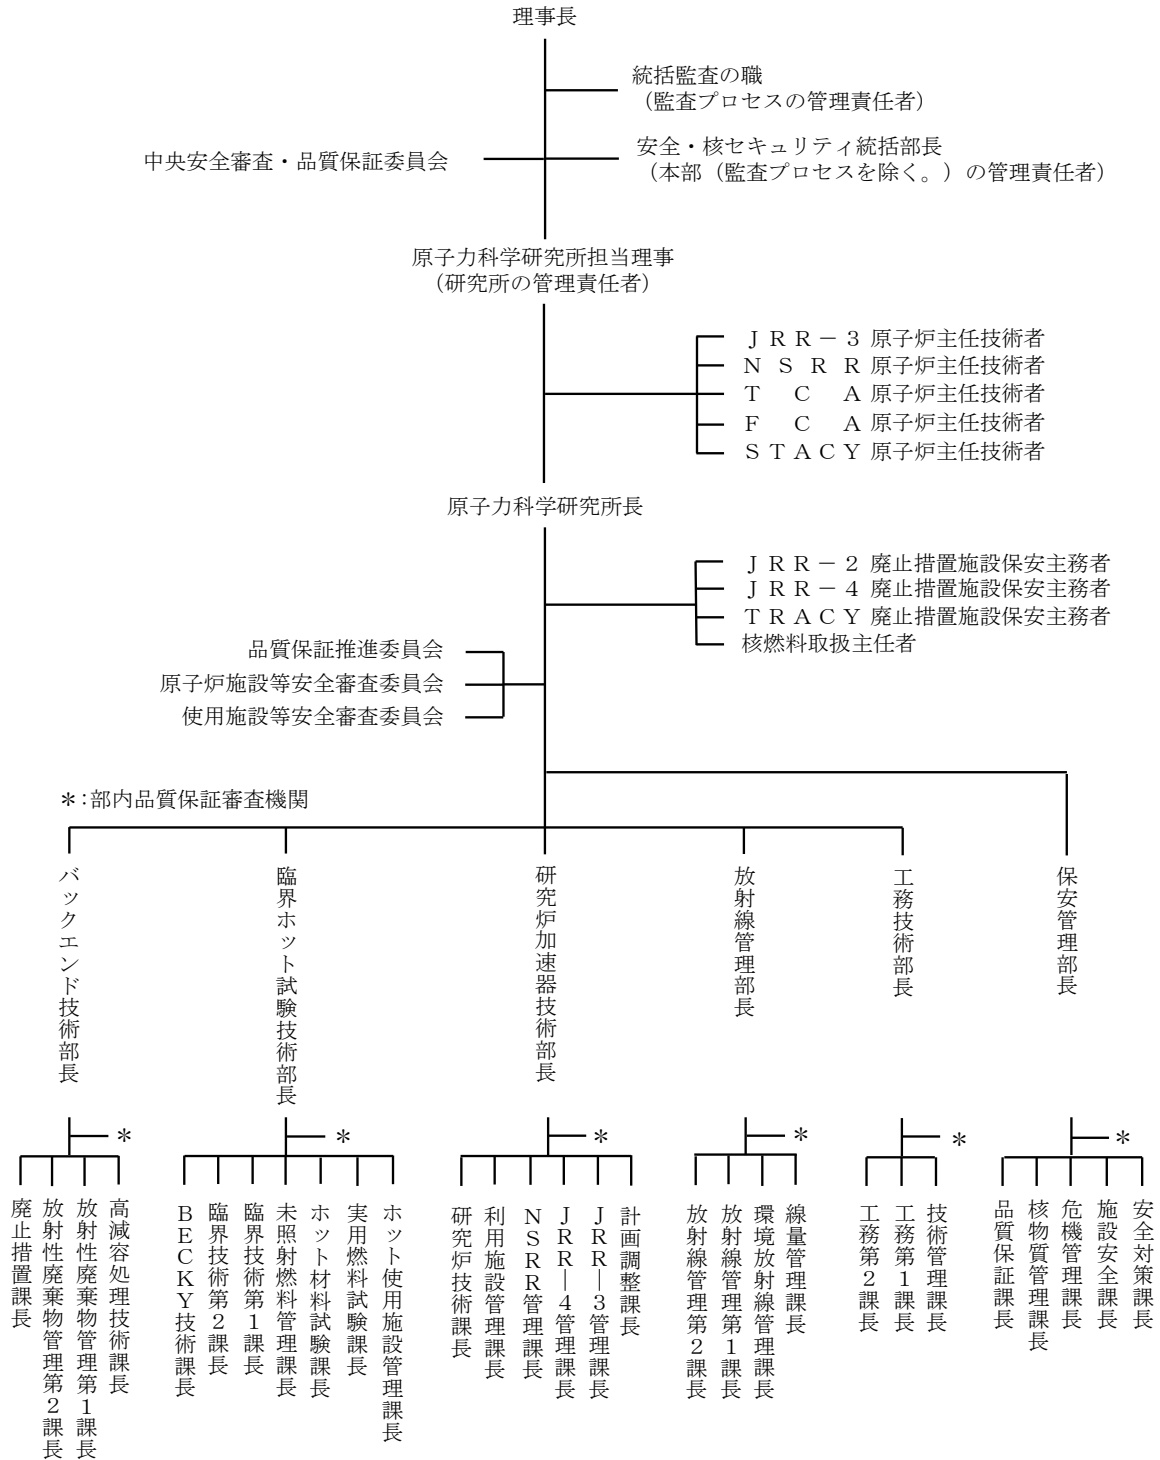 理事長
統括監査の職
（監査プロセスの管理責任者）
中央安全審査・品質保証委員会
安全・核セキュリティ統括部長
（本部（監査プロセスを除く。）の管理責任者）
原子力科学研究所担当理事
（研究所の管理責任者）
ＪＲＲ－３ 原子炉主任技術者
ＮＳＲＲ 原子炉主任技術者
ＴＣＡ 原子炉主任技術者
ＦＣＡ 原子炉主任技術者
ＳＴＡＣＹ 原子炉主任技術者
原子力科学研究所長
ＪＲＲ－２ 廃止措置施設保安主務者
ＪＲＲ－４ 廃止措置施設保安主務者
ＴＲＡＣＹ 廃止措置施設保安主務者
核燃料取扱主任者
品質保証推進委員会
原子炉施設等安全審査委員会
使用施設等安全審査委員会
＊：部内品質保証審査機関
バックエンド技術部長
臨界ホット試験技術部長
研究炉加速器技術部長
放射線管理部長
工務技術部長
保安管理部長
＊
＊
＊
＊
＊
＊
廃止措置課長
放射性廃棄物管理第２課長
放射性廃棄物管理第１課長
高減容処理技術課長
ＢＥＣＫＹ技術課長
臨界技術第２課長
臨界技術第１課長
未照射燃料管理課長
ホット材料試験課長
実用燃料試験課長
ホット使用施設管理課長
研究炉技術課長
利用施設管理課長
ＮＳＲＲ管理課長
ＪＲＲ―４管理課長
ＪＲＲ―３管理課長
計画調整課長
放射線管理第２課長
放射線管理第１課長
環境放射線管理課長
線量管理課長
工務第２課長
工務第１課長
技術管理課長
品質保証課長
核物質管理課長
危機管理課長
施設安全課長
安全対策課長